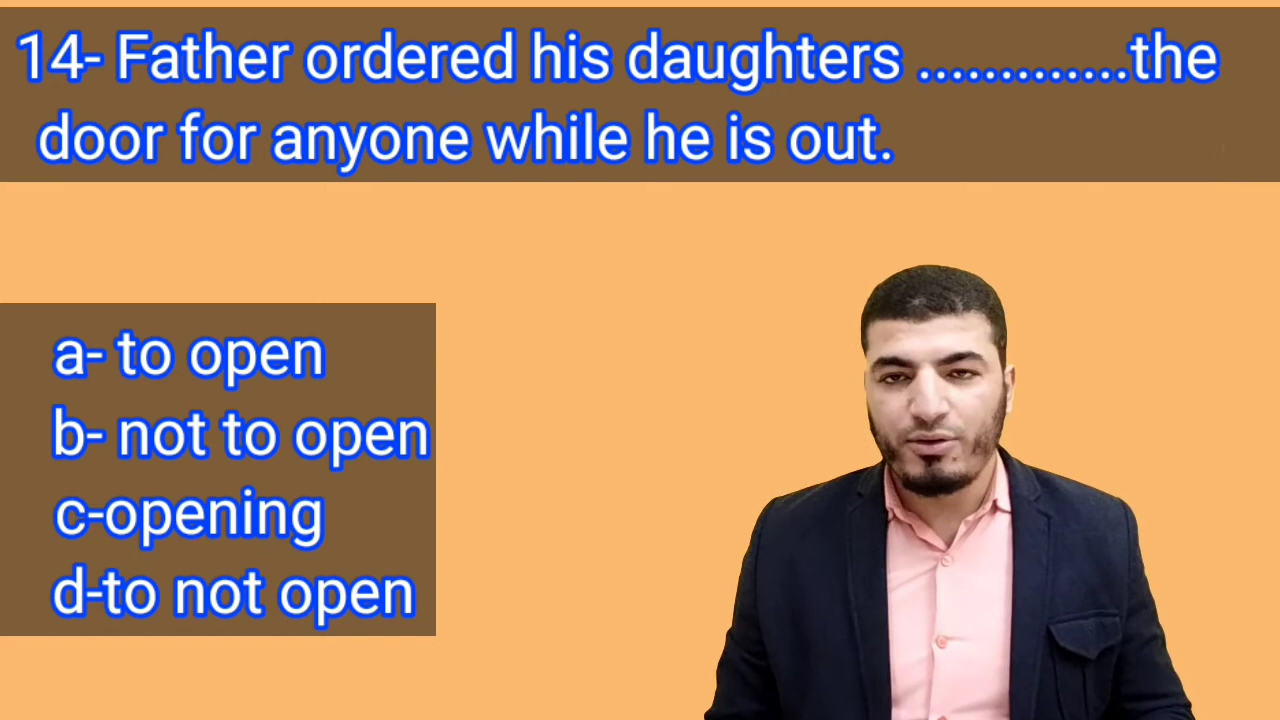 14- Father ordered his daughters .............the
door for anyone while he is out.
a- to open
b- not to open
c-opening
d-to not open